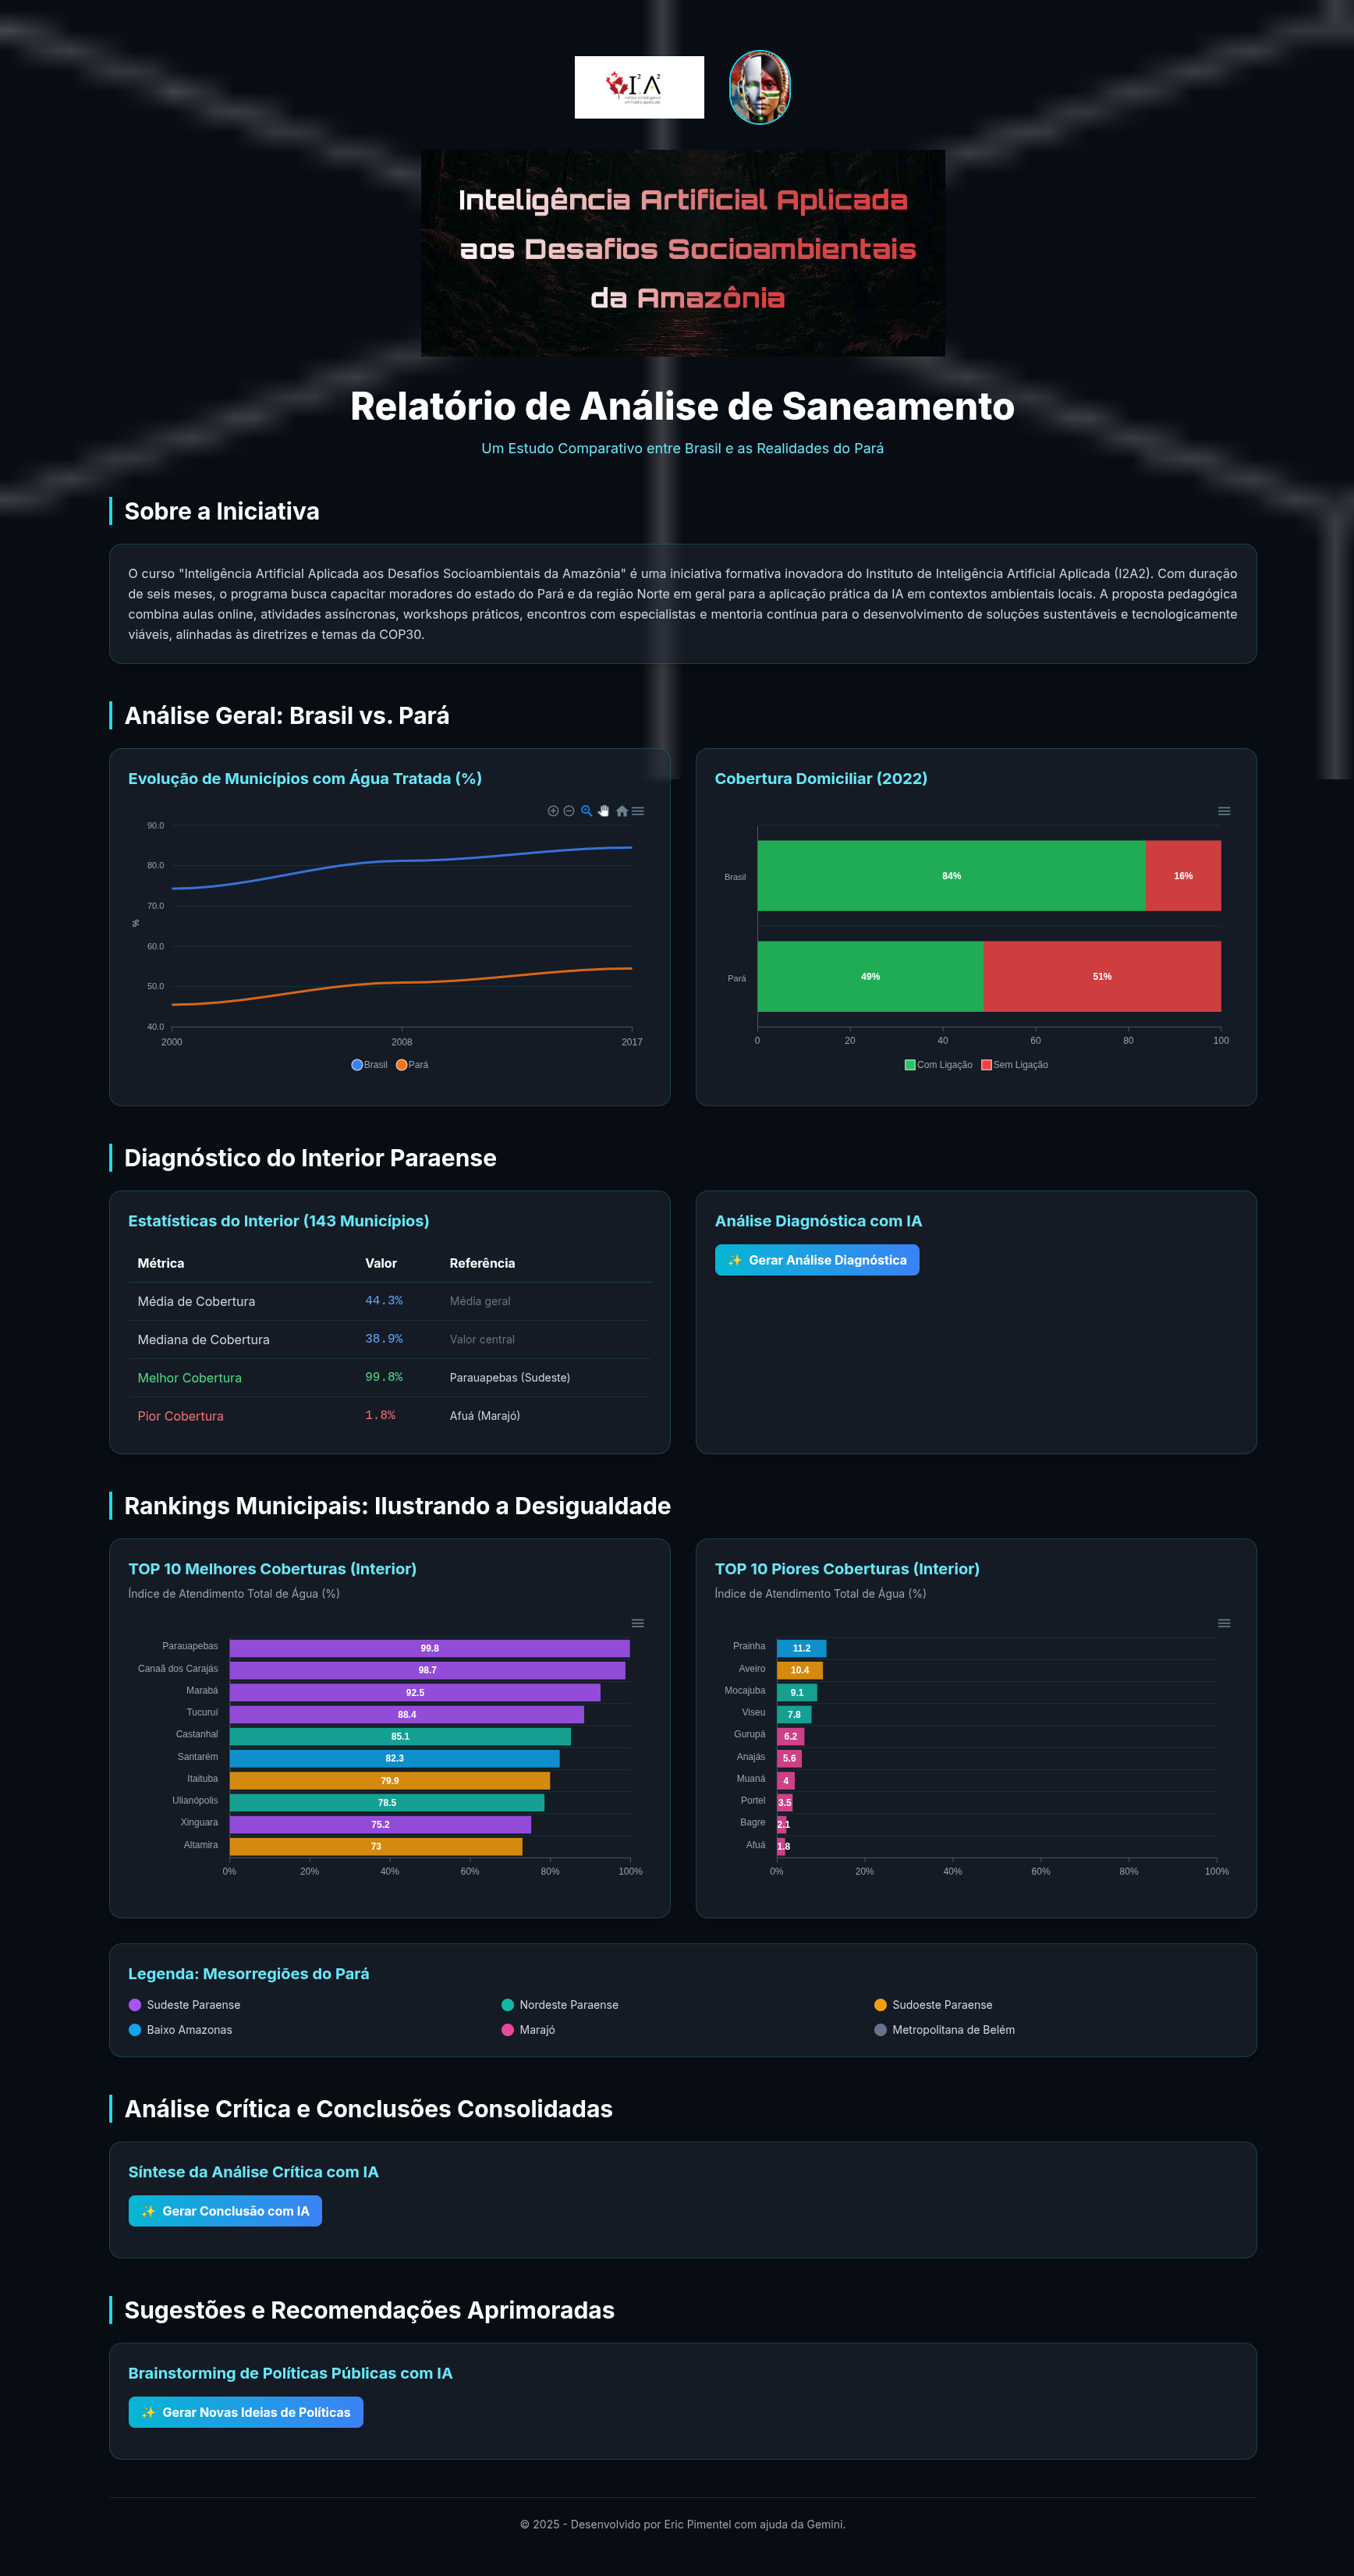 I²A²
Inteligência Artificial Aplicada
aos Desafios Socioambientais
da Amazônia
Relatório de Análise de Saneamento
Um Estudo Comparativo entre Brasil e as Realidades do Pará
Sobre a Iniciativa
O curso "Inteligência Artificial Aplicada aos Desafios Socioambientais da Amazônia" é uma iniciativa formativa inovadora do Instituto de Inteligência Artificial Aplicada (I2A2). Com duração
de seis meses, o programa busca capacitar moradores do estado do Pará e da região Norte em geral para a aplicação prática da IA em contextos ambientais locais. A proposta pedagógica
combina aulas online, atividades assíncronas, workshops práticos, encontros com especialistas e mentoria contínua para o desenvolvimento de soluções sustentáveis e tecnologicamente
viáveis, alinhadas às diretrizes e temas da COP30.
Análise Geral: Brasil vs. Pará
Evolução de Municípios com Água Tratada (%)
90.0
80.0
70.0
%
60.0
50.0
40.0
2000 2008 2017
Brasil Pará
Cobertura Domiciliar (2022)
Brasil 84% 16%
Pará 49% 51%
0 20 40 60 80 100
Com Ligação Sem Ligação
Diagnóstico do Interior Paraense
Estatísticas do Interior (143 Municípios)
Métrica Valor Referência
Média de Cobertura 44.3% Média geral
Mediana de Cobertura 38.9% Valor central
Melhor Cobertura 99.8% Parauapebas (Sudeste)
Pior Cobertura 1.8% Afuá (Marajó)
Análise Diagnóstica com IA
✨ Gerar Análise Diagnóstica
Rankings Municipais: Ilustrando a Desigualdade
TOP 10 Melhores Coberturas (Interior)
Índice de Atendimento Total de Água (%)
Parauapebas 99.8
Canaã dos Carajás 98.7
Marabá 92.5
Tucuruí 88.4
Castanhal 85.1
Santarém 82.3
Itaituba 79.9
Ulianópolis 78.5
Xinguara 75.2
Altamira 73
0% 20% 40% 60% 80% 100%
TOP 10 Piores Coberturas (Interior)
Índice de Atendimento Total de Água (%)
Prainha 11.2
Aveiro 10.4
Mocajuba 9.1
Viseu 7.8
Gurupá 6.2
Anajás 5.6
Muaná 4
Portel 3.5
Bagre 2.1
Afuá 1.8
0% 20% 40% 60% 80% 100%
Legenda: Mesorregiões do Pará
Sudeste Paraense Nordeste Paraense Sudoeste Paraense
Baixo Amazonas Marajó Metropolitana de Belém
Análise Crítica e Conclusões Consolidadas
Síntese da Análise Crítica com IA
✨ Gerar Conclusão com IA
Sugestões e Recomendações Aprimoradas
Brainstorming de Políticas Públicas com IA
✨ Gerar Novas Ideias de Políticas
© 2025 - Desenvolvido por Eric Pimentel com ajuda da Gemini.